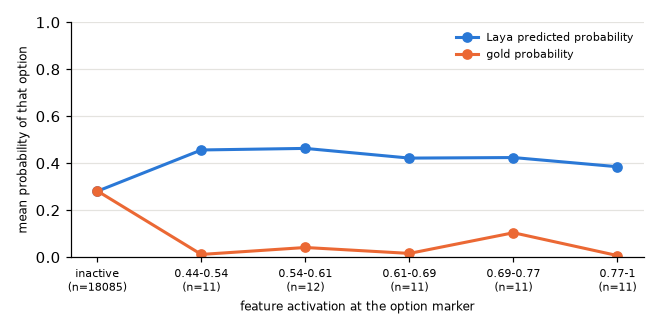 1.0
0.8
0.6
0.4
0.2
0.0
mean probability of that option
Laya predicted probability
gold probability
inactive
(n=18085)
0.44-0.54
(n=11)
0.54-0.61
(n=12)
0.61-0.69
(n=11)
0.69-0.77
(n=11)
0.77-1
(n=11)
feature activation at the option marker